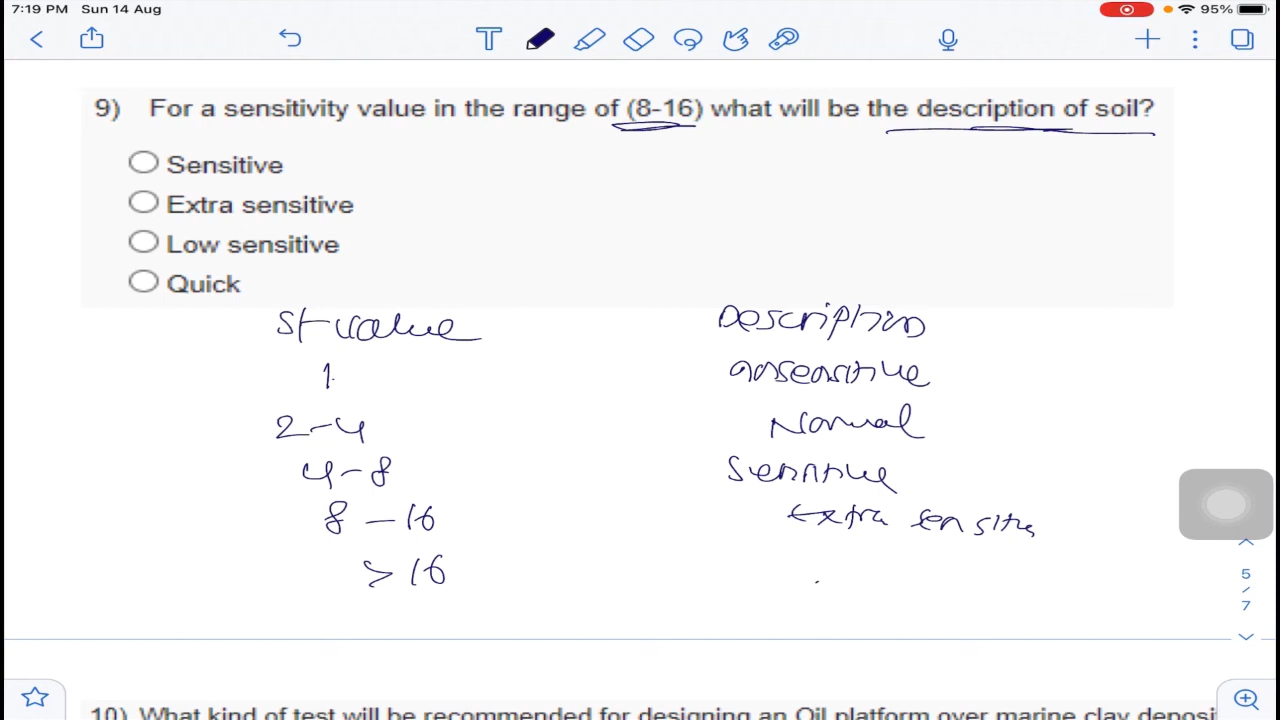 7:19 PM Sun 14 Aug 95%
T
9) For a sensitivity value in the range of (8-16) what will be the description of soil?
Sensitive
Extra sensitive
Low sensitive
Quick
St value Description
1 insensitive
2-4 Normal
4-8 Sensitive
8-16 Extra sensitive
>16
5
/
7
10) What kind of test will be recommended for designing an Oil platform over marine clay deposi